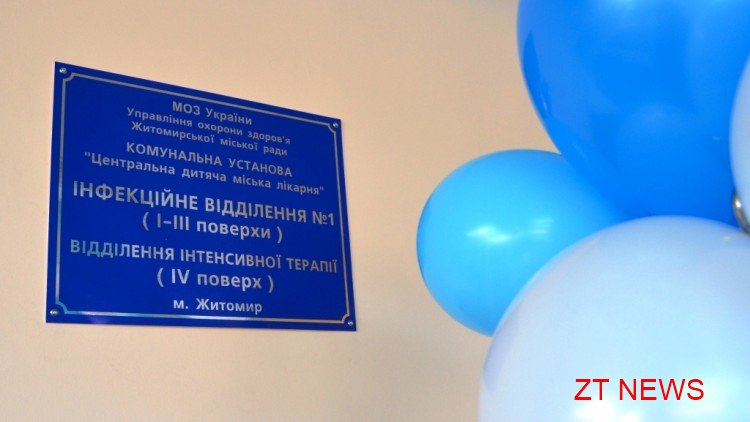 МОЗ України
Управління охорони здоров'я
Житомирської міської ради
КОМУНАЛЬНА УСТАНОВА
"Центральна дитяча міська лікарня"
ІНФЕКЦІЙНЕ ВІДДІЛЕННЯ №1
( І-ІІІ поверхи )
ВІДДІЛЕННЯ ІНТЕНСИВНОЇ ТЕРАПІЇ
( IV поверх )
м. Житомир
ZT NEWS